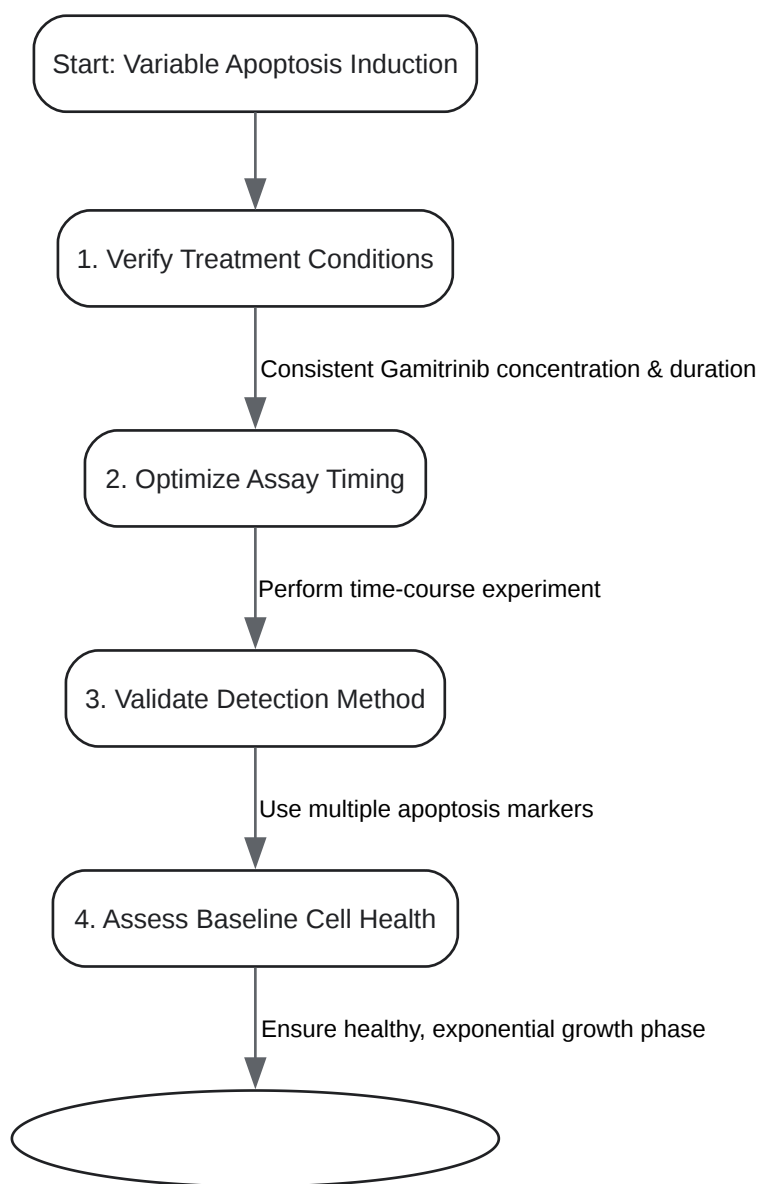 Start: Variable Apoptosis Induction
1. Verify Treatment Conditions
Consistent Gamitrinib concentration & duration
2. Optimize Assay Timing
Perform time-course experiment
3. Validate Detection Method
Use multiple apoptosis markers
4. Assess Baseline Cell Health
Ensure healthy, exponential growth phase